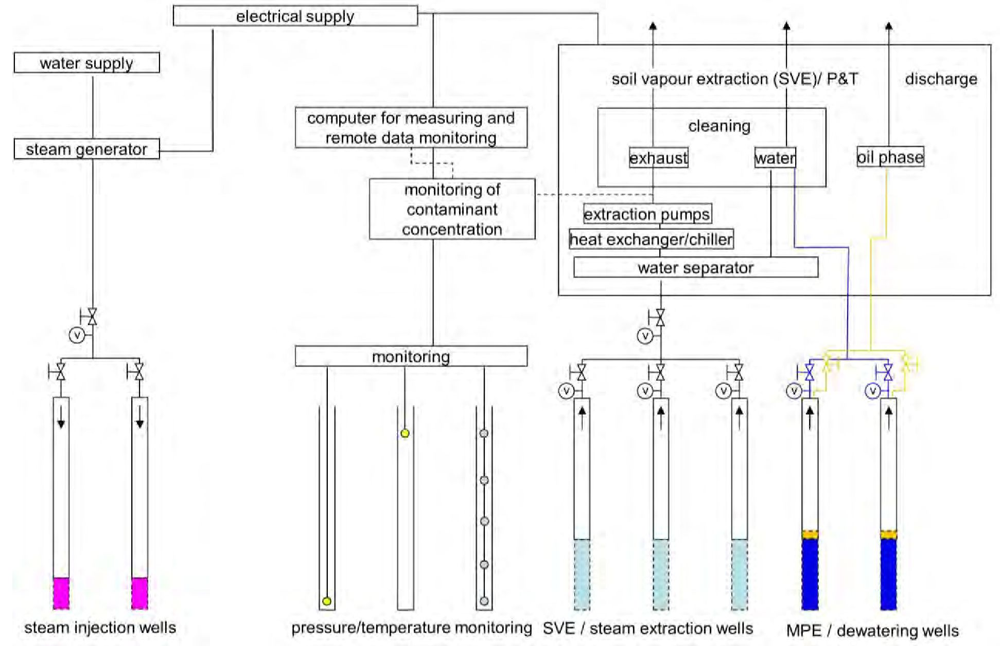 electrical supply
water supply
soil vapour extraction (SVE)/ P&T
discharge
computer for measuring and
remote data monitoring
cleaning
steam generator
exhaust
water
oil phase
monitoring of
contaminant
concentration
extraction pumps
heat exchanger/chiller
water separator
V
V
monitoring
V
V
V
V
V
steam injection wells
pressure/temperature monitoring
SVE / steam extraction wells
MPE / dewatering wells